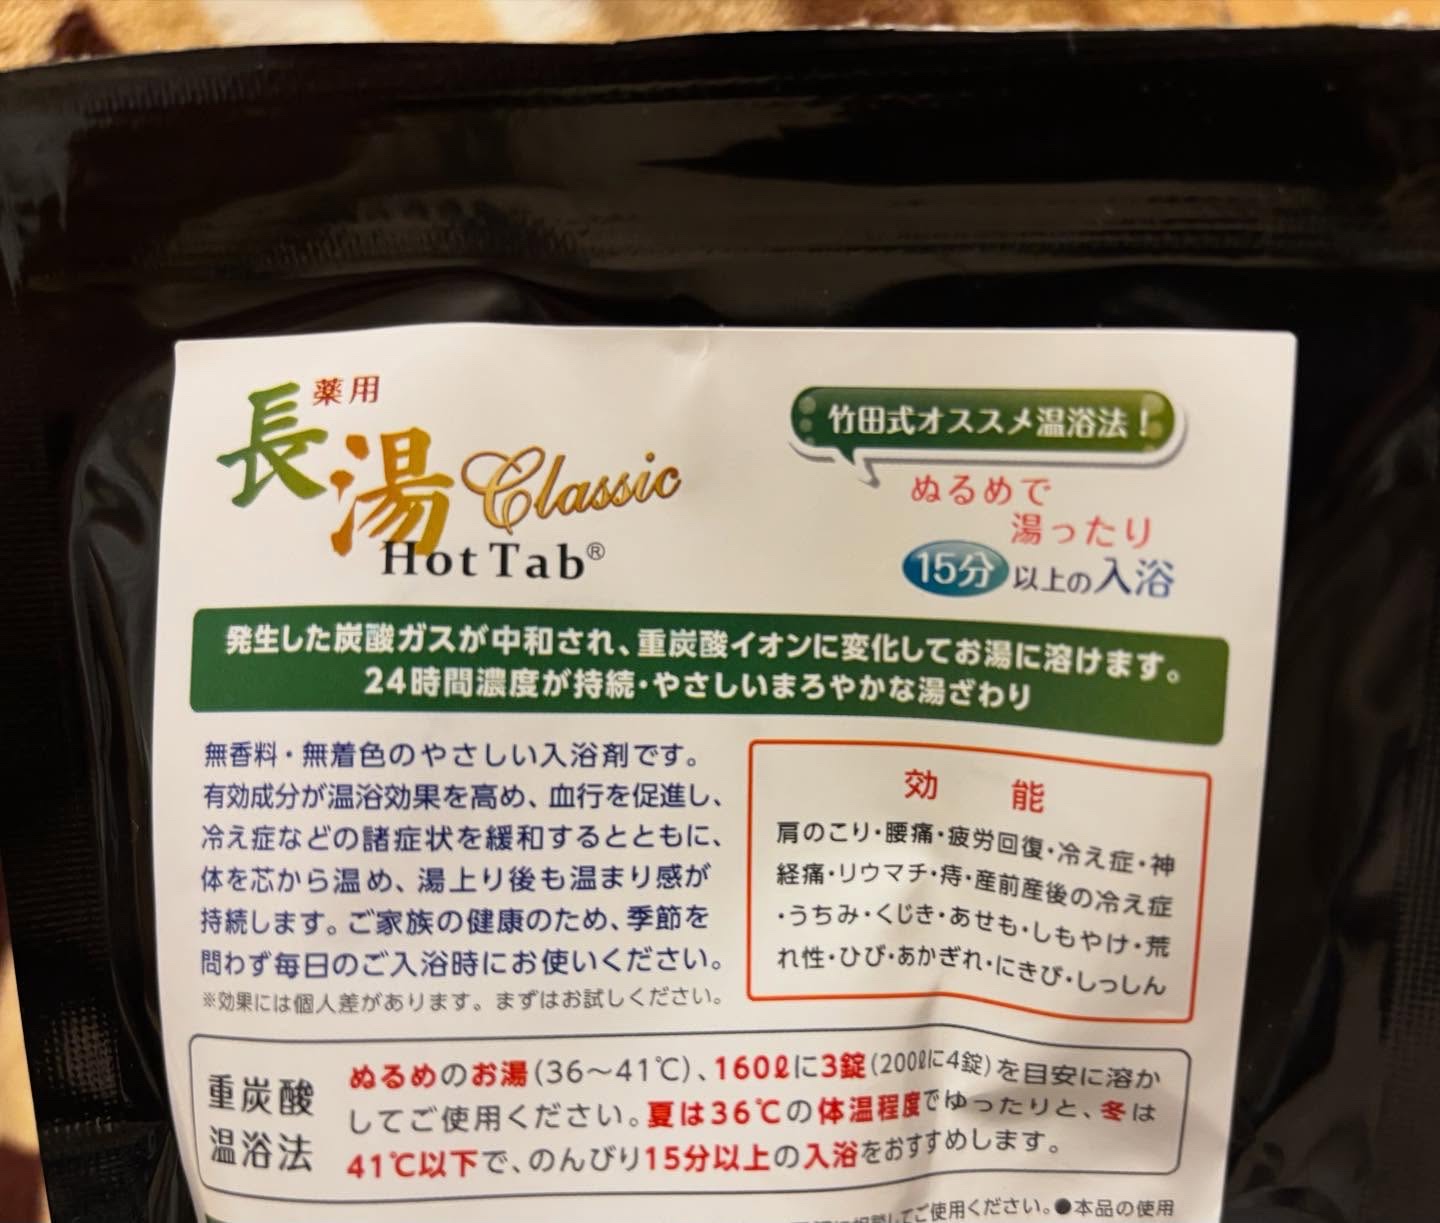 薬用
長湯 Classic
Hot Tab®
竹田式オススメ温浴法！
ぬるめで
湯ったり
15分以上の入浴
発生した炭酸ガスが中和され、重炭酸イオンに変化してお湯に溶けます。
24時間濃度が持続・やさしいまろやかな湯ざわり
無香料・無着色のやさしい入浴剤です。
有効成分が温浴効果を高め、血行を促進し、
冷え症などの諸症状を緩和するとともに、
体を芯から温め、湯上り後も温まり感が
持続します。ご家族の健康のため、季節を
問わず毎日のご入浴時にお使いください。
※効果には個人差があります。まずはお試しください。
効能
肩のこり・腰痛・疲労回復・冷え症・神
経痛・リウマチ・痔・産前産後の冷え症
・うちみ・くじき・あせも・しもやけ・荒
れ性・ひび・あかぎれ・にきび・しっしん
重炭酸
温浴法
ぬるめのお湯(36～41℃)、160ℓに3錠(200ℓに4錠)を目安に溶か
してご使用ください。夏は36℃の体温程度でゆったりと、冬は
41℃以下で、のんびり15分以上の入浴をおすすめします。
してご使用ください。●本品の使用